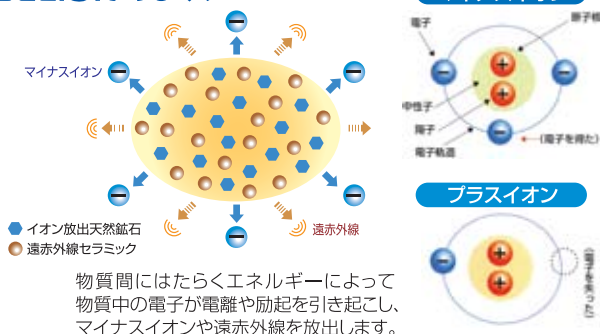 マイナスイオン
遠赤外線
イオン放出天然鉱石
遠赤外線セラミック
物質間にはたらくエネルギーによって
物質中の電子が電離や励起を引き起こし、
マイナスイオンや遠赤外線を放出します。
電子
原子核
中性子
陽子
電子軌道
(電子を得た)
プラスイオン
(電子を失った)